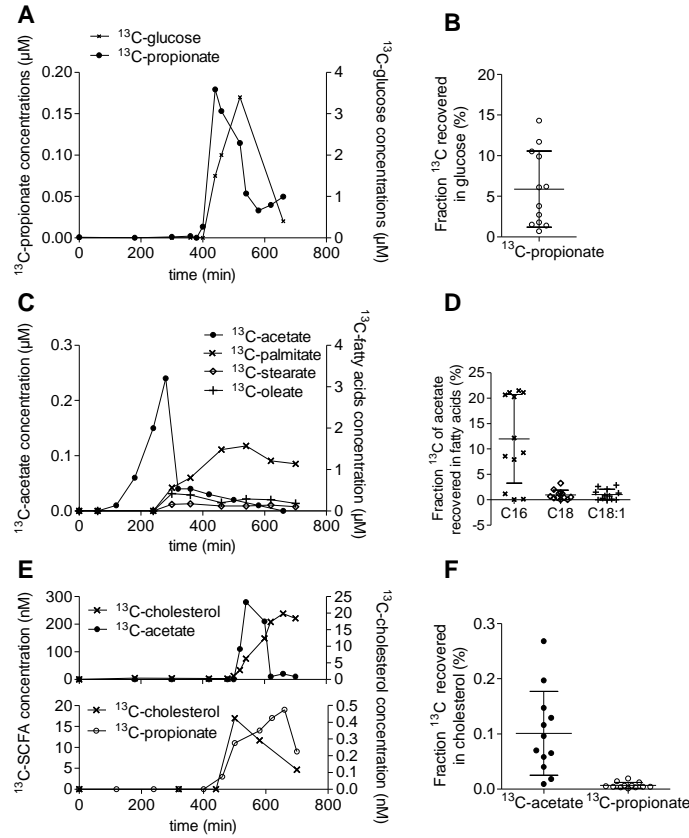 A
¹³C-glucose
¹³C-propionate
¹³C-propionate concentrations (µM)
0.20
0.15
0.10
0.05
0.00
4
3
2
1
0
¹³C-glucose concentrations (µM)
0 200 400 600 800
time (min)
B
Fraction ¹³C recovered
in glucose (%)
20
15
10
5
0
¹³C-propionate
C
¹³C-acetate
¹³C-palmitate
¹³C-stearate
¹³C-oleate
¹³C-acetate concentration (µM)
0.3
0.2
0.1
0.0
4
3
2
1
0
¹³C-fatty acids concentration (µM)
0 200 400 600 800
time (min)
D
Fraction ¹³C of acetate
recovered in fatty acids (%)
25
20
15
10
5
0
-5
C16 C18 C18:1
E
¹³C-cholesterol
¹³C-acetate
300
200
100
0
25
20
15
10
5
0
¹³C-SCFA concentration (nM)
¹³C-cholesterol concentration (nM)
¹³C-cholesterol
¹³C-propionate
20
15
10
5
0
0.5
0.4
0.3
0.2
0.1
0.0
0 200 400 600 800
time (min)
F
Fraction ¹³C recovered
in cholesterol (%)
0.3
0.2
0.1
0.0
¹³C-acetate ¹³C-propionate